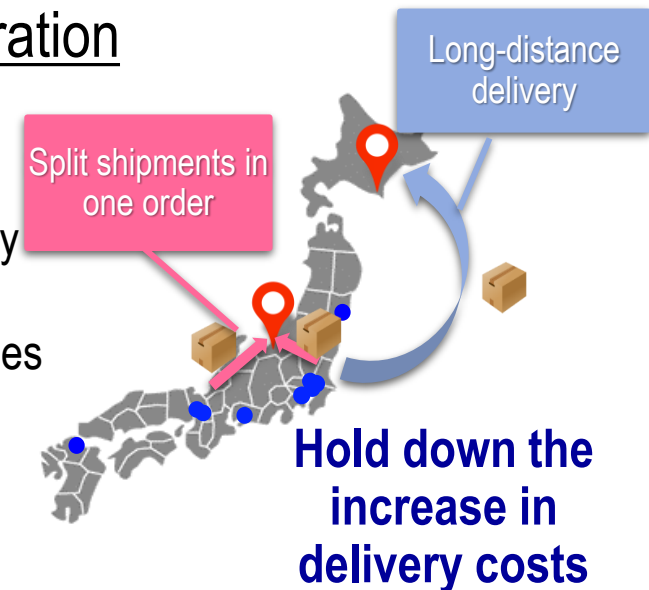 ration
Long-distance
delivery
Split shipments in
one order
y
es
Hold down the
increase in
delivery costs